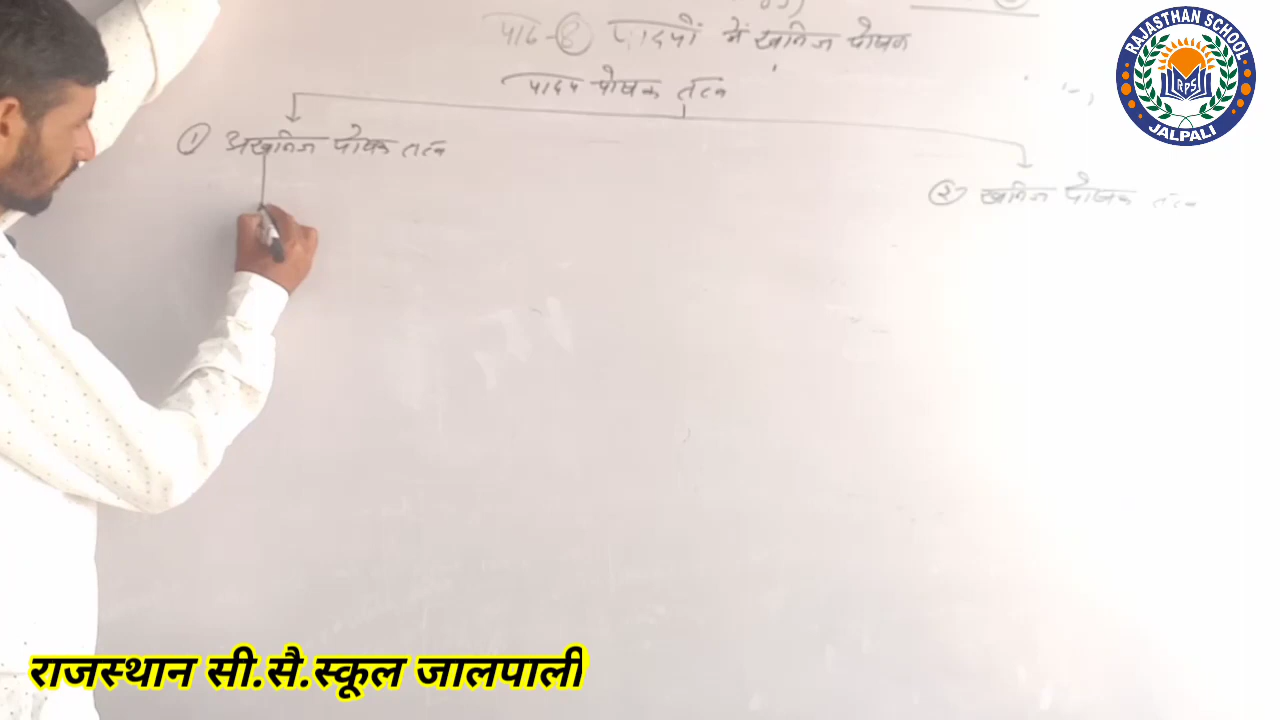 पाठ-8 पादपों में खनिज पोषक
पादप पोषक तत्व
① अखनिज पोषक तत्व
② खनिज पोषक तत्व
RAJASTHAN SCHOOL
RPS
JALPALI
राजस्थान सी.सै.स्कूल जालपाली